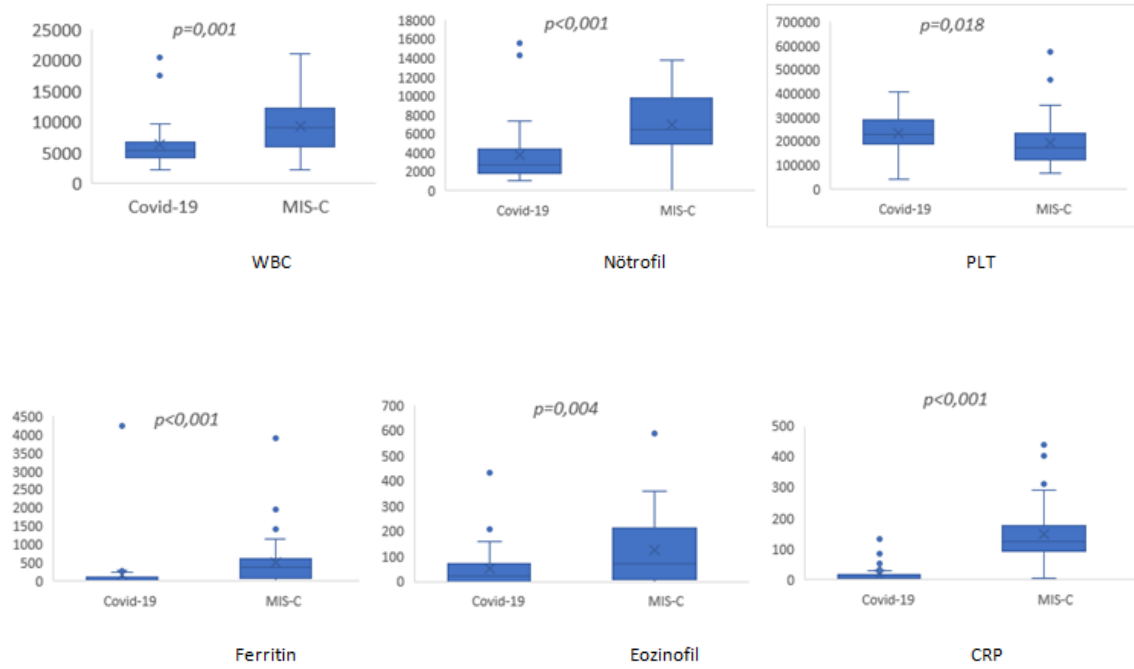 p=0,001
25000
20000
15000
10000
5000
0
Covid-19 MIS-C
WBC
p<0,001
18000
16000
14000
12000
10000
8000
6000
4000
2000
0
Covid-19 MIS-C
Nötrofil
p=0,018
700000
600000
500000
400000
300000
200000
100000
0
Covid-19 MIS-C
PLT
p<0,001
4500
4000
3500
3000
2500
2000
1500
1000
500
0
Covid-19 MIS-C
Ferritin
p=0,004
700
600
500
400
300
200
100
0
Covid-19 MIS-C
Eozinofil
p<0,001
500
400
300
200
100
0
Covid-19 MIS-C
CRP